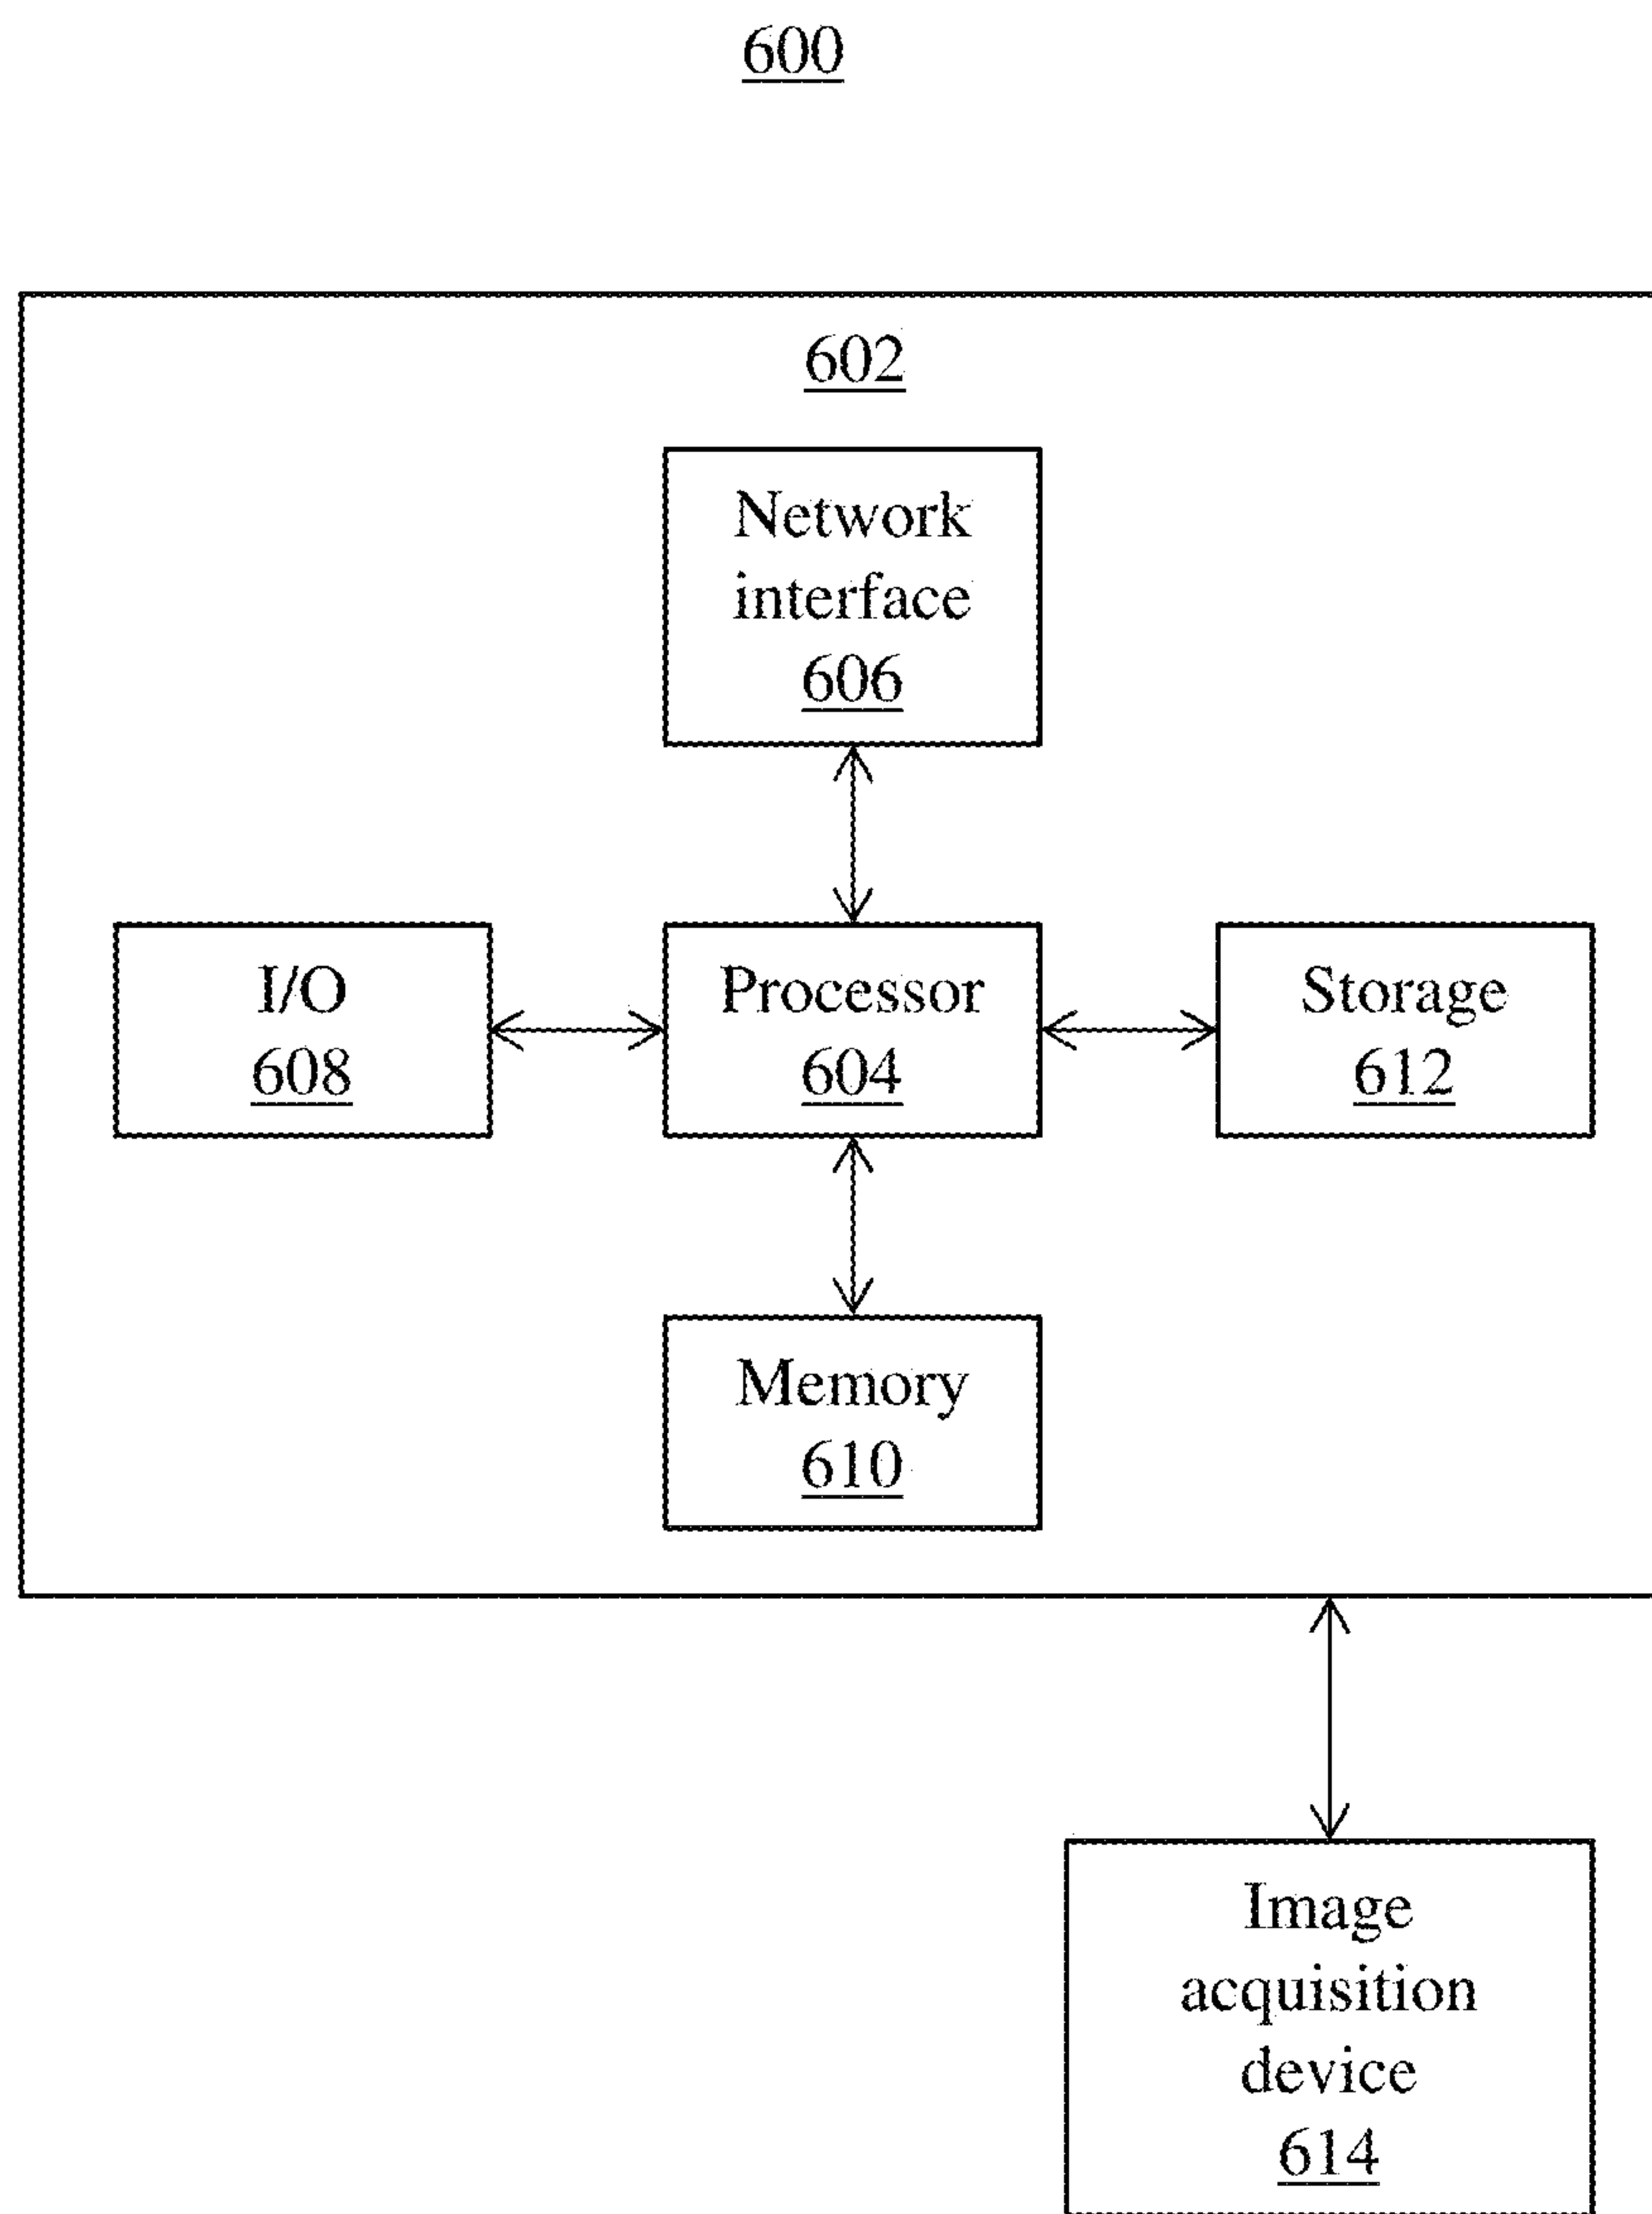 600
602
Network
interface
606
I/O
608
Processor
604
Storage
612
Memory
610
Image
acquisition
device
614